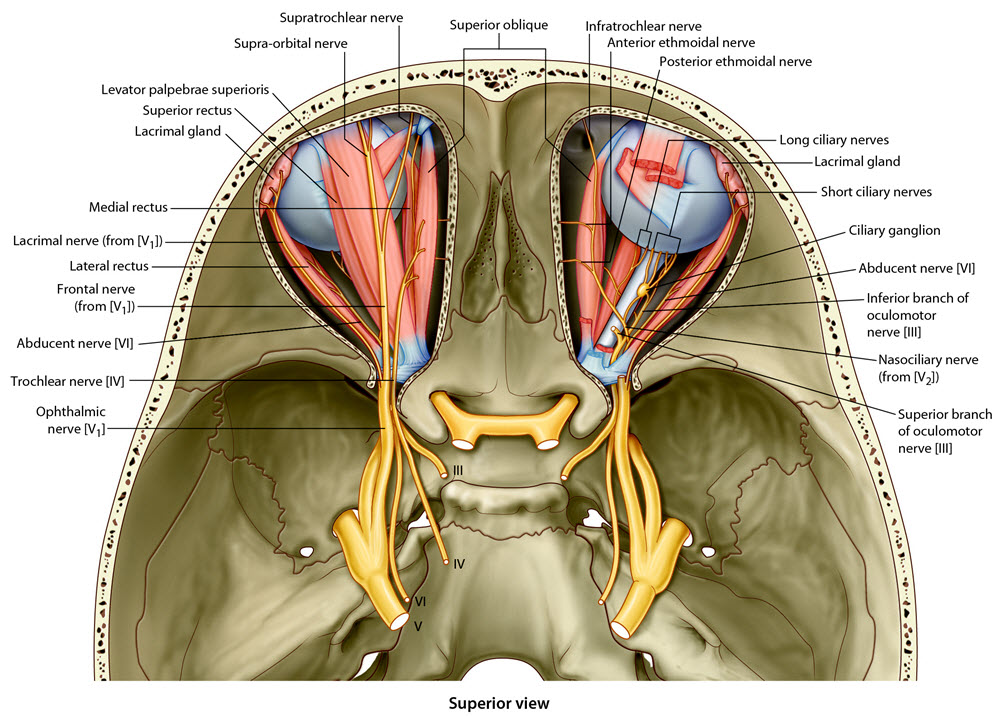 Supratrochlear nerve
Supra-orbital nerve
Superior oblique
Infratrochlear nerve
Anterior ethmoidal nerve
Posterior ethmoidal nerve
Levator palpebrae superioris
Superior rectus
Lacrimal gland
Medial rectus
Lacrimal nerve (from [V₁])
Lateral rectus
Frontal nerve
(from [V₁])
Abducent nerve [VI]
Trochlear nerve [IV]
Ophthalmic
nerve [V₁]
Long ciliary nerves
Lacrimal gland
Short ciliary nerves
Ciliary ganglion
Abducent nerve [VI]
Inferior branch of
oculomotor
nerve [III]
Nasociliary nerve
(from [V₂])
Superior branch
of oculomotor
nerve [III]
III
IV
VI
V
Superior view